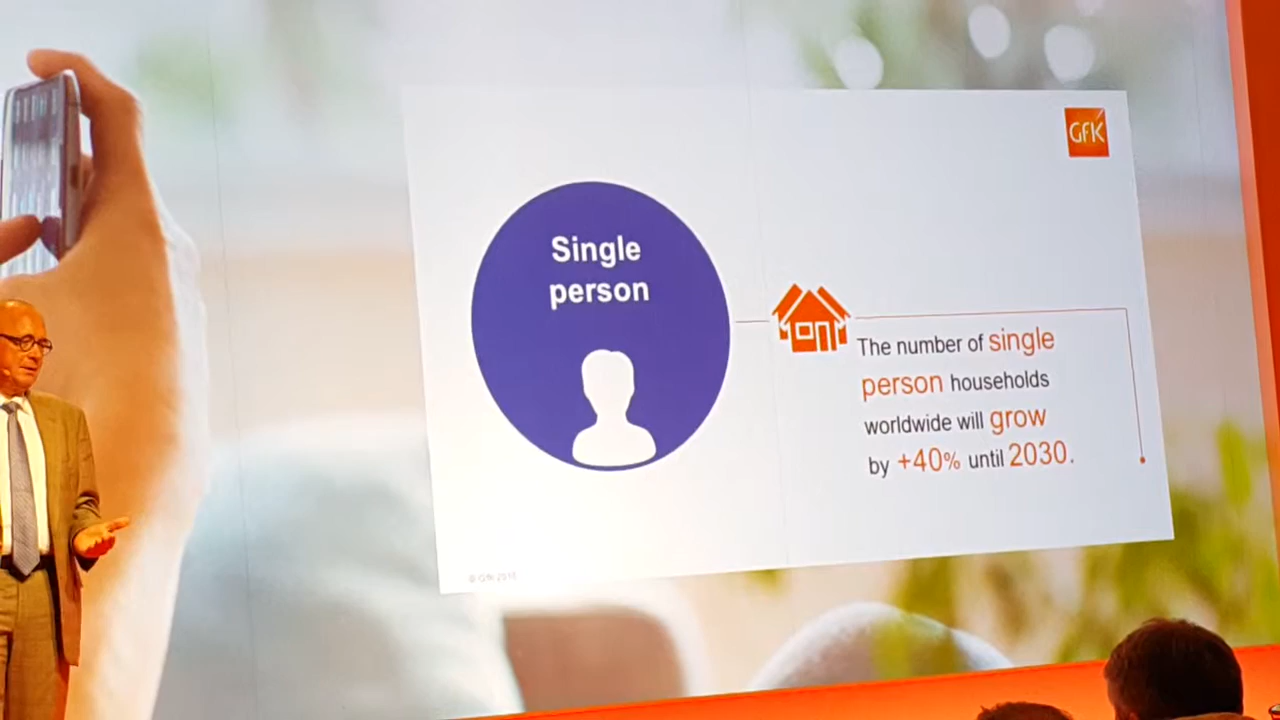 GfK
Single
person
The number of single
person households
worldwide will grow
by +40% until 2030.